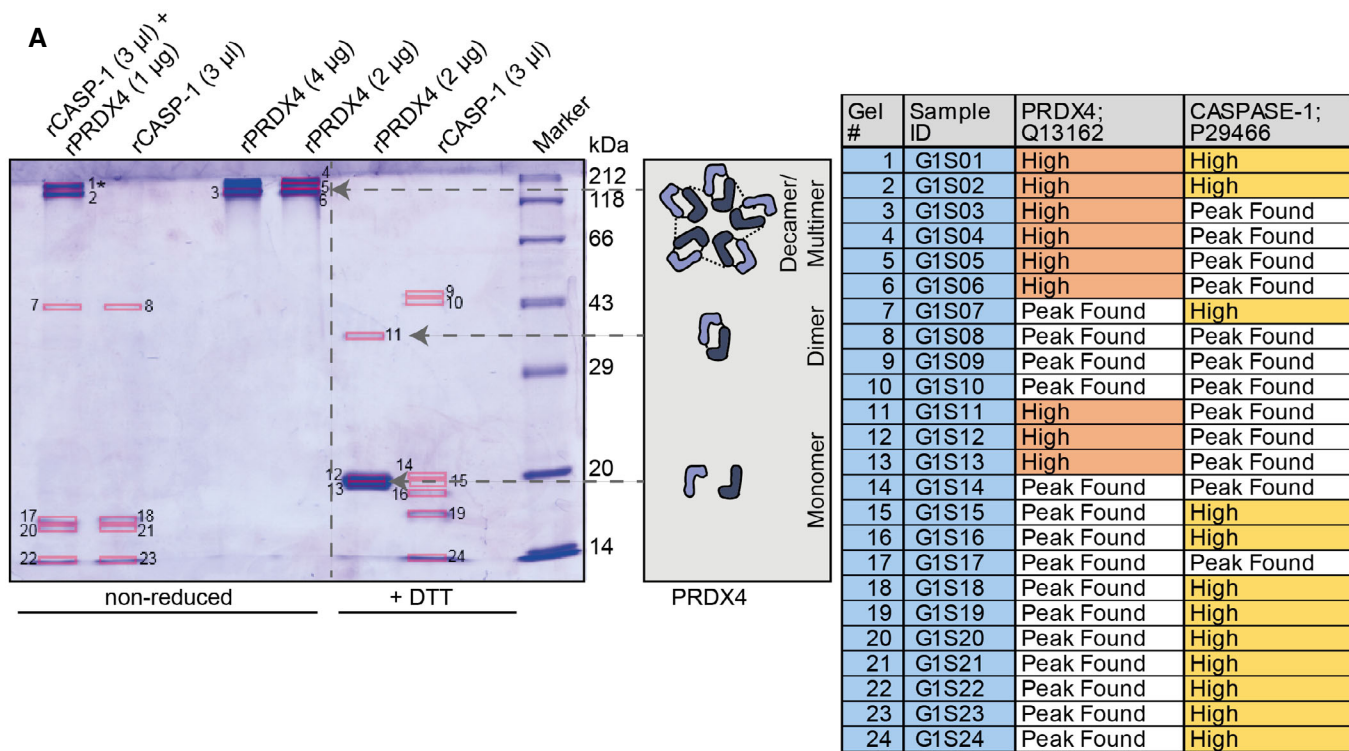 A
rCASP-1 (3 µl) +
rPRDX4 (1 µg)
rCASP-1 (3 µl)
rPRDX4 (4 µg)
rPRDX4 (2 µg)
rPRDX4 (2 µg)
rCASP-1 (3 µl)
Marker
kDa
212
118
66
43
29
20
14
1*
2
3
4
5
6
7
8
9
10
11
12
13
14
15
16
17
18
19
20
21
22
23
24
non-reduced
+ DTT
Decamer/
Multimer
Dimer
Monomer
PRDX4
Gel # Sample ID PRDX4; Q13162 CASPASE-1; P29466
1 G1S01 High High
2 G1S02 High High
3 G1S03 High Peak Found
4 G1S04 High Peak Found
5 G1S05 High Peak Found
6 G1S06 High Peak Found
7 G1S07 Peak Found High
8 G1S08 Peak Found Peak Found
9 G1S09 Peak Found Peak Found
10 G1S10 Peak Found Peak Found
11 G1S11 High Peak Found
12 G1S12 High Peak Found
13 G1S13 High Peak Found
14 G1S14 Peak Found Peak Found
15 G1S15 Peak Found High
16 G1S16 Peak Found High
17 G1S17 Peak Found Peak Found
18 G1S18 Peak Found High
19 G1S19 Peak Found High
20 G1S20 Peak Found High
21 G1S21 Peak Found High
22 G1S22 Peak Found High
23 G1S23 Peak Found High
24 G1S24 Peak Found High